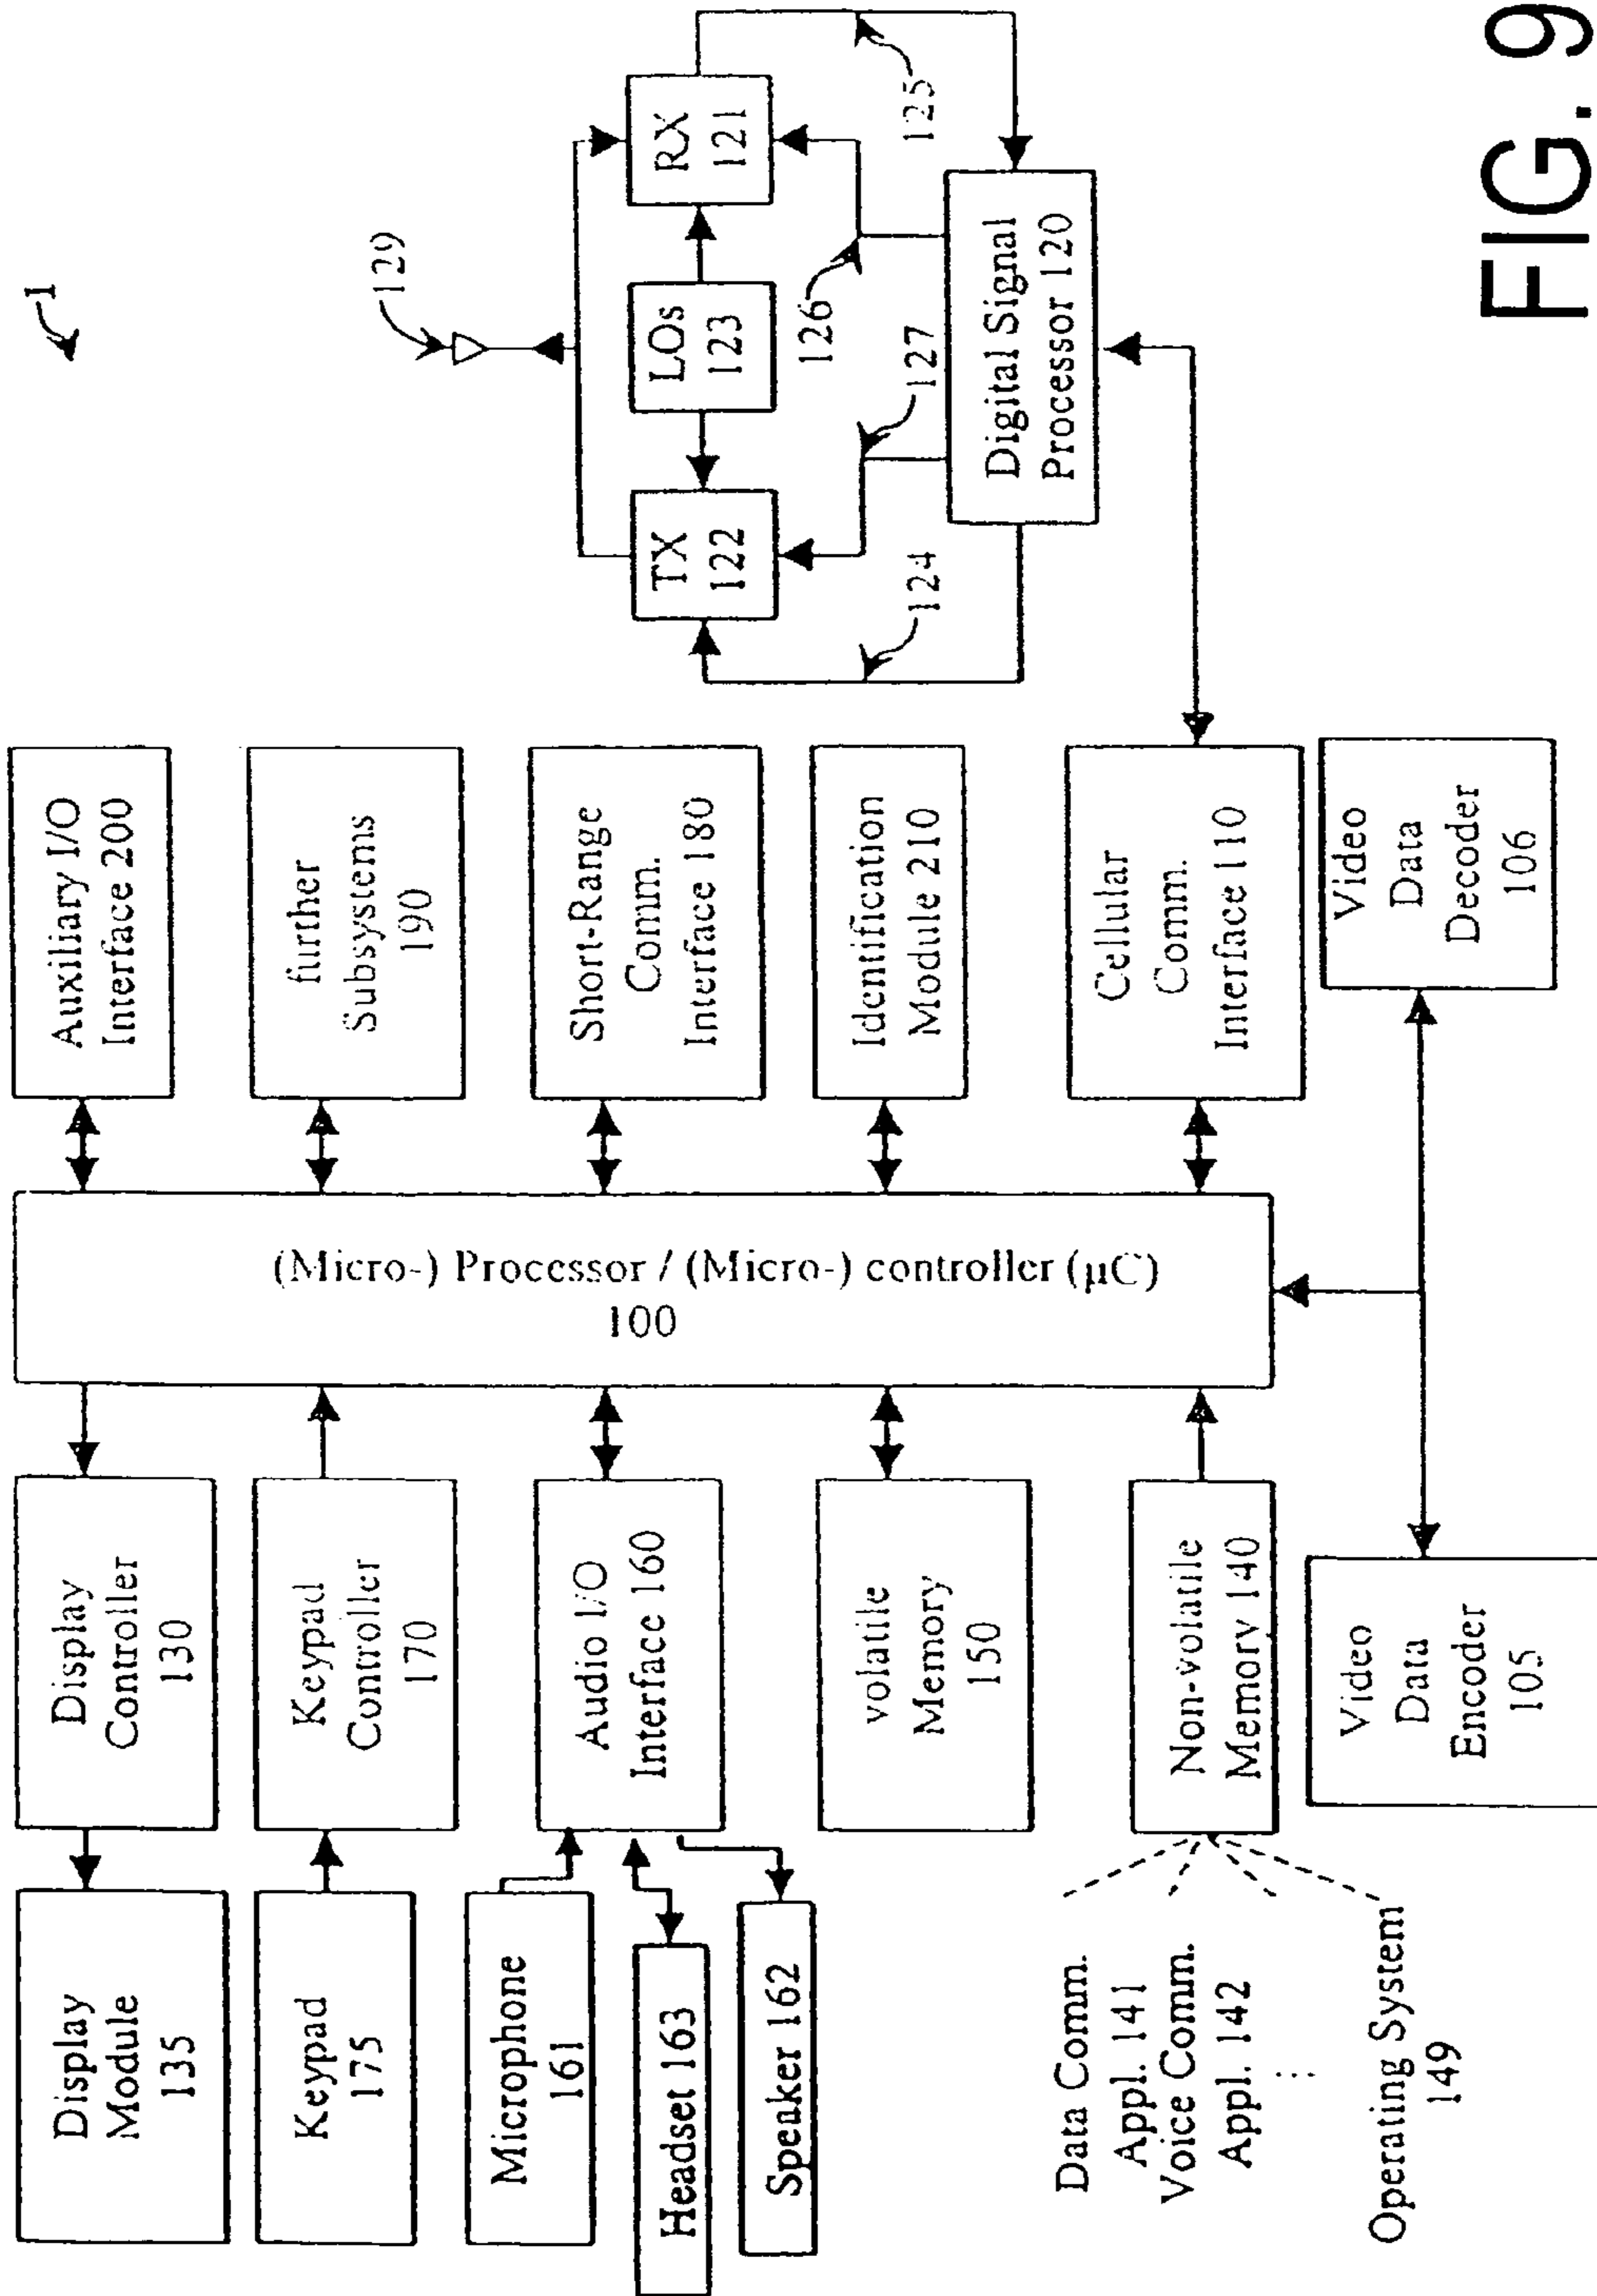 1
Display
Module
135
Display
Controller
130
Auxiliary I/O
Interface 200
Keypad
175
Keypad
Controller
170
further
Subsystems
190
129
Microphone
161
Headset 163
Speaker 162
Audio I/O
Interface 160
(Micro-) Processor / (Micro-) controller (µC)
100
Short-Range
Comm.
Interface 180
TX
122
LOs
123
RX
121
volatile
Memory
150
Identification
Module 210
124
127
126
125
Data Comm.
Appl. 141
Voice Comm.
Appl. 142
⋮
Operating System
149
Non-volatile
Memory 140
Cellular
Comm.
Interface 110
Digital Signal
Processor 120
Video
Data
Encoder
105
Video
Data
Decoder
106
FIG. 9